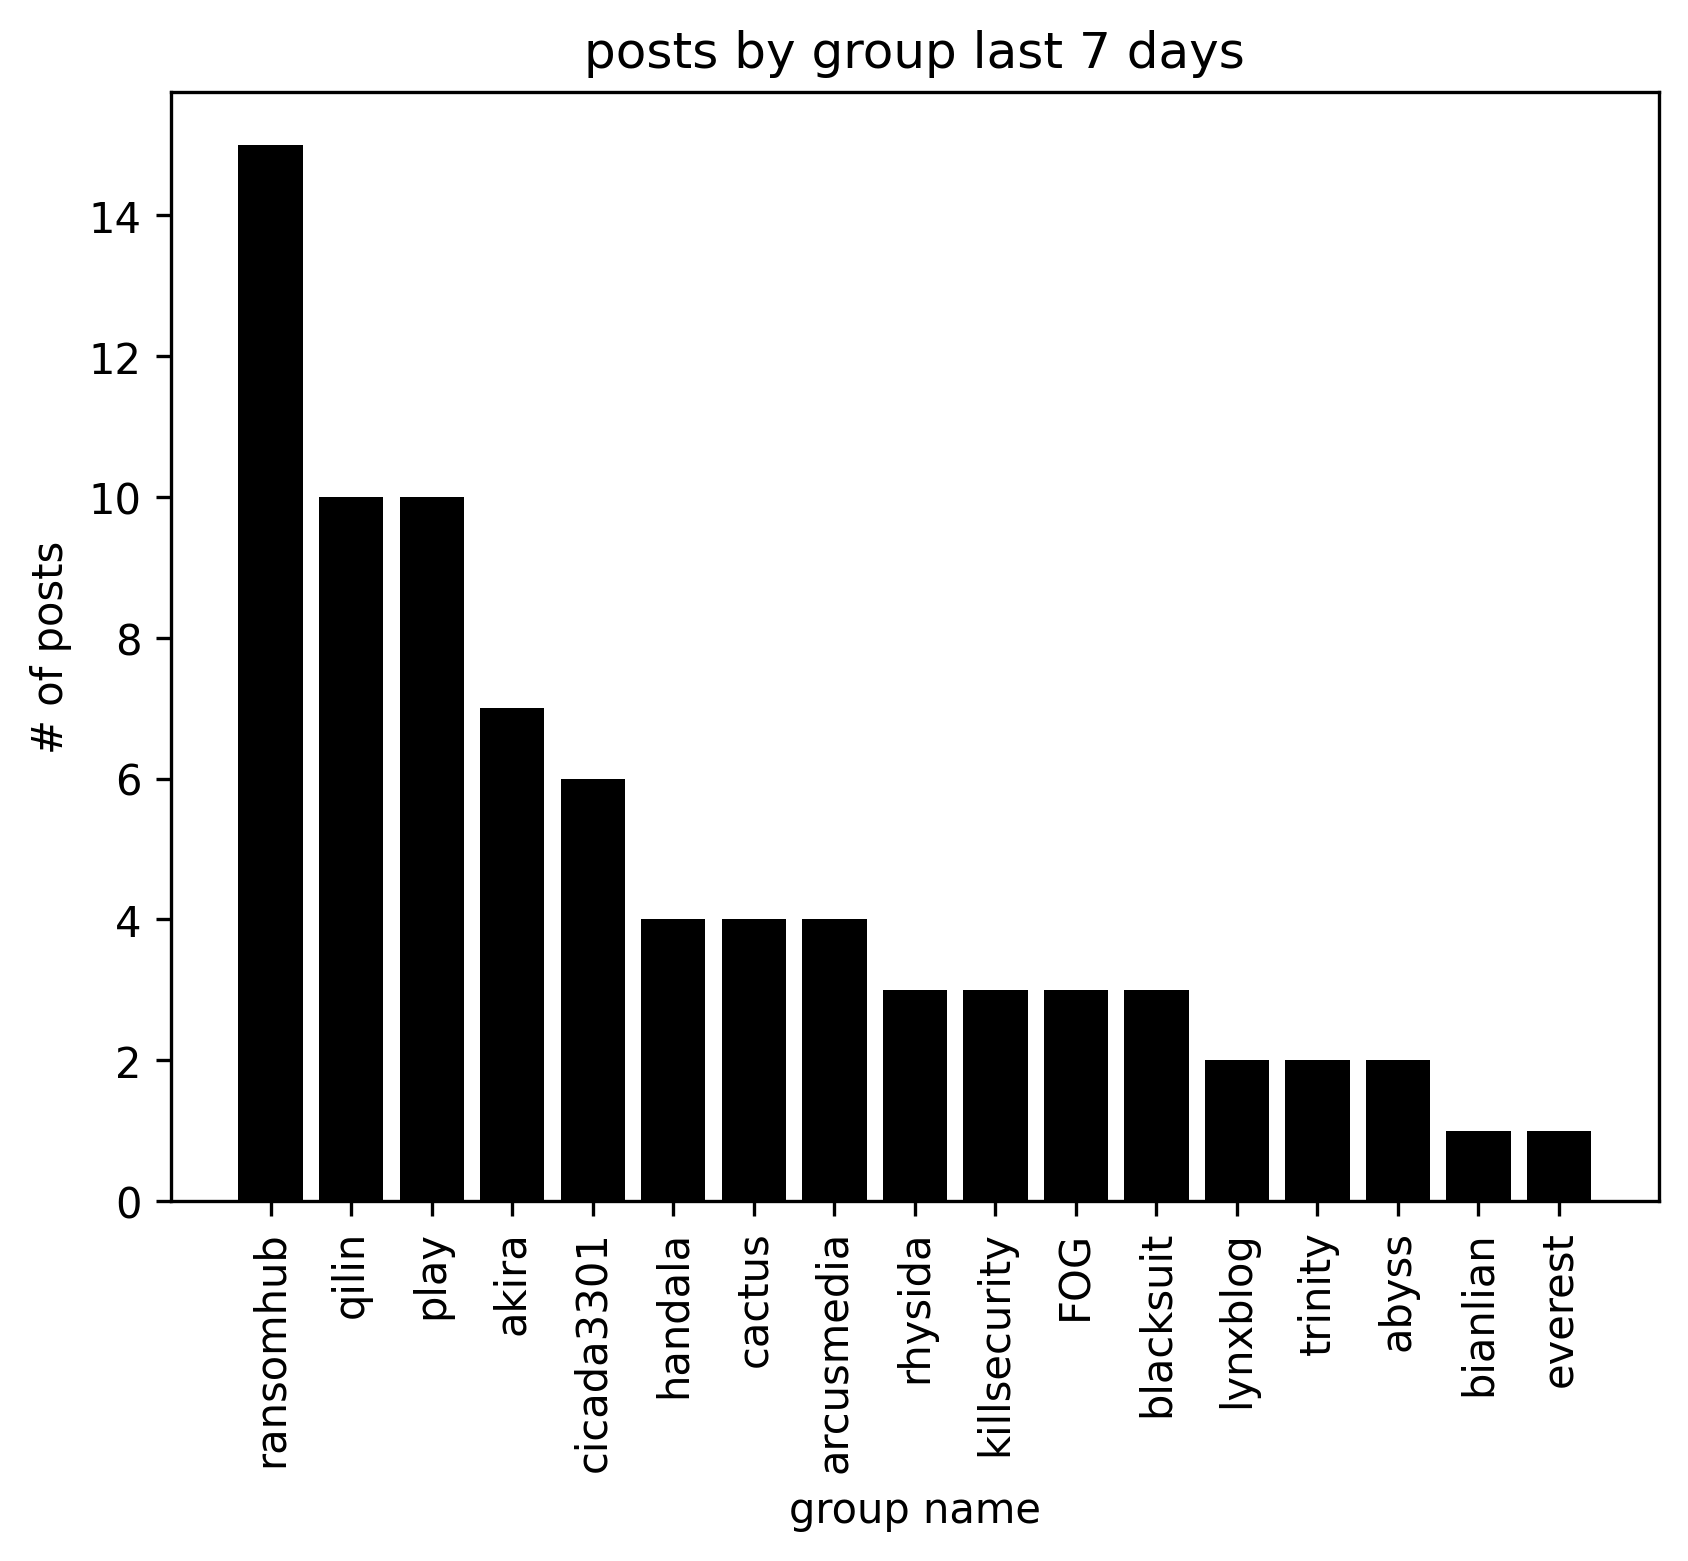 posts by group last 7 days
# of posts
14
12
10
8
6
4
2
0
ransomhub
qilin
play
akira
cicada3301
handala
cactus
arcusmedia
rhysida
killsecurity
FOG
blacksuit
lynxblog
trinity
abyss
bianlian
everest
group name